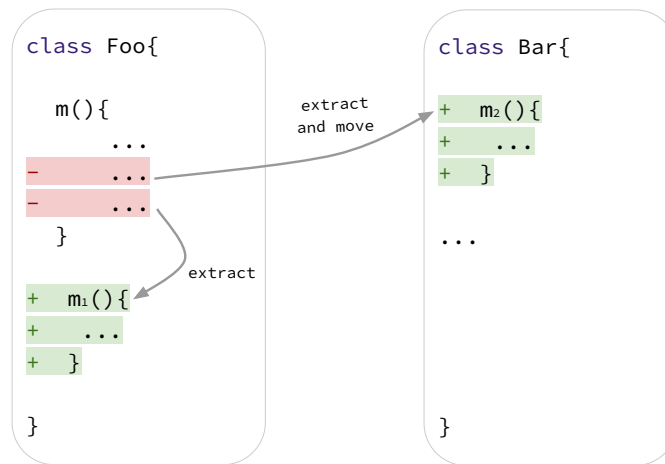 class Foo{
m(){
...
- ...
- ...
}
+ m₁(){
+ ...
+ }
}
extract
and move
extract
class Bar{
+ m₂(){
+ ...
+ }
...
}